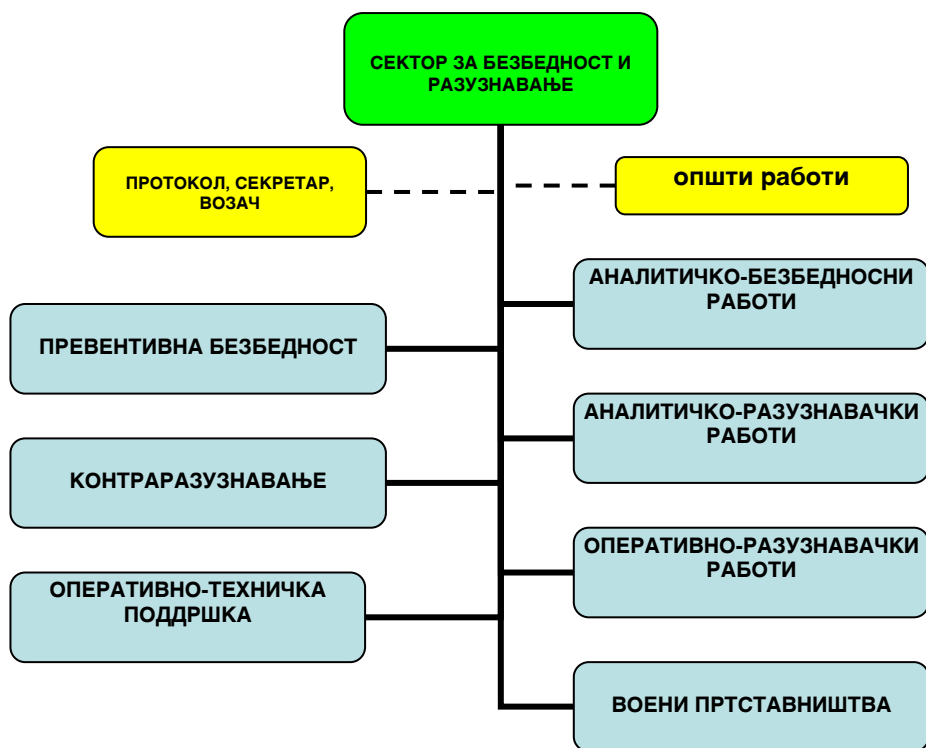 СЕКТОР ЗА БЕЗБЕДНОСТ И
РАЗУЗНАВАЊЕ
ПРОТОКОЛ, СЕКРЕТАР,
ВОЗАЧ
општи работи
АНАЛИТИЧКО-БЕЗБЕДНОСНИ
РАБОТИ
ПРЕВЕНТИВНА БЕЗБЕДНОСТ
АНАЛИТИЧКО-РАЗУЗНАВАЧКИ
РАБОТИ
КОНТРАРАЗУЗНАВАЊЕ
ОПЕРАТИВНО-РАЗУЗНАВАЧКИ
РАБОТИ
ОПЕРАТИВНО-ТЕХНИЧКА
ПОДДРШКА
ВОЕНИ ПРТСТАВНИШТВА